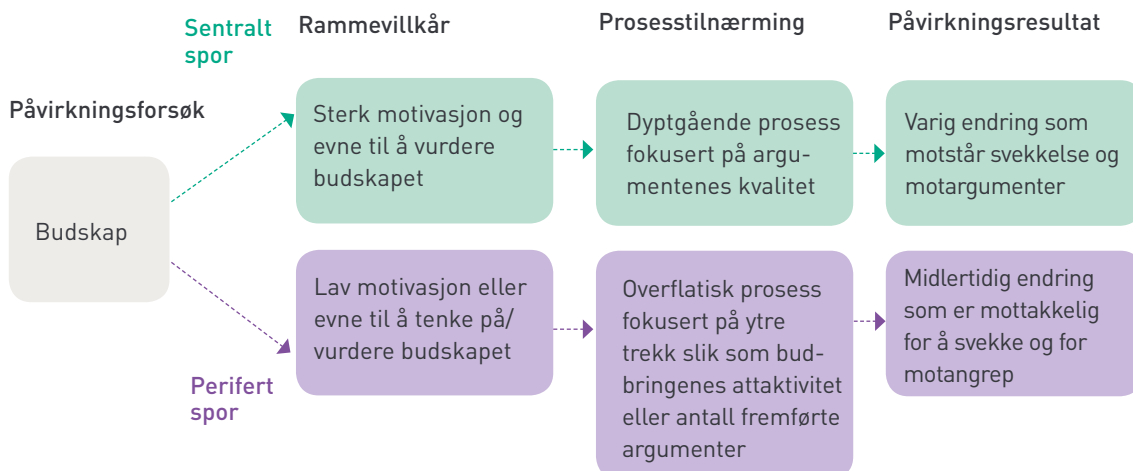 Sentralt
spor
Rammevillkår
Prosesstilnærming
Påvirkningsresultat
Påvirkningsforsøk
Budskap
Sterk motivasjon og
evne til å vurdere
budskapet
Dyptgående prosess
fokusert på argu-
mentenes kvalitet
Varig endring som
motstår svekkelse og
motargumenter
Lav motivasjon eller
evne til å tenke på/
vurdere budskapet
Overflatisk prosess
fokusert på ytre
trekk slik som bud-
bringenes attaktivitet
eller antall fremførte
argumenter
Midlertidig endring
som er mottakkelig
for å svekke og for
motangrep
Perifert
spor